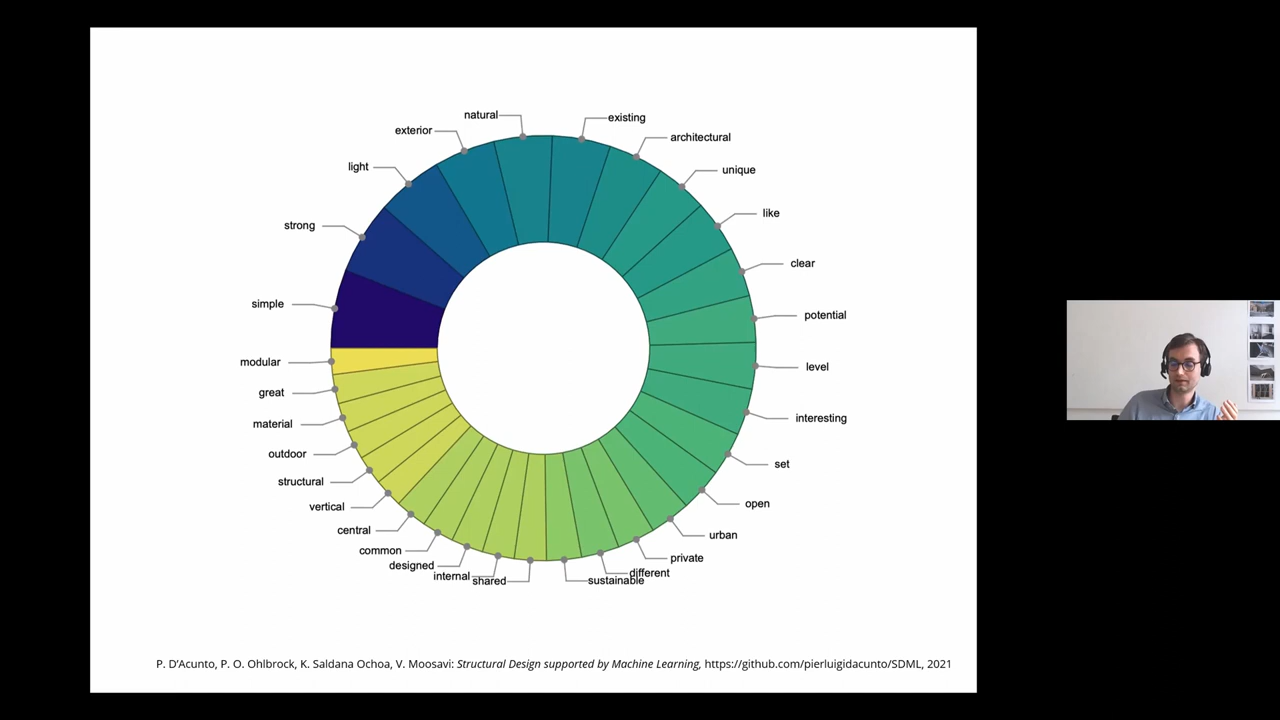 natural
existing
exterior
architectural
light
unique
strong
like
clear
simple
potential
modular
level
great
interesting
material
outdoor
set
structural
open
vertical
central
urban
common
private
designed
different
internal
shared
sustainable
P. D'Acunto, P. O. Ohlbrock, K. Saldana Ochoa, V. Moosavi: Structural Design supported by Machine Learning, https://github.com/pierluigidacunto/SDML, 2021